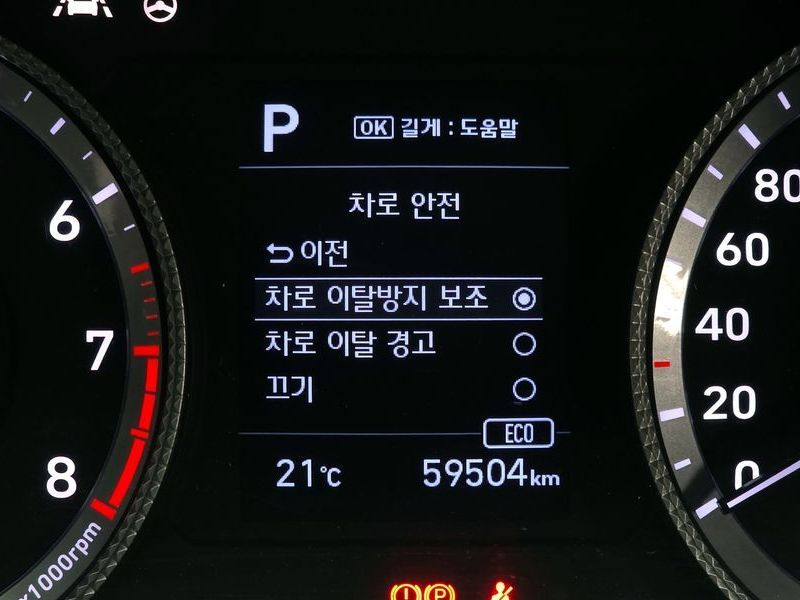 P
OK 길게 : 도움말
차로 안전
이전
차로 이탈방지 보조
차로 이탈 경고
끄기
ECO
21℃ 59504km
6
7
8
x1000rpm
80
60
40
20
0
P